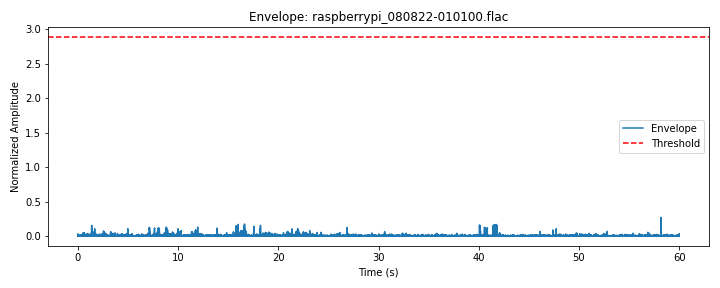 Envelope: raspberrypi_080822-010100.flac
3.0
2.5
2.0
1.5
1.0
0.5
0.0
Normalized Amplitude
Envelope
Threshold
0 10 20 30 40 50 60
Time (s)